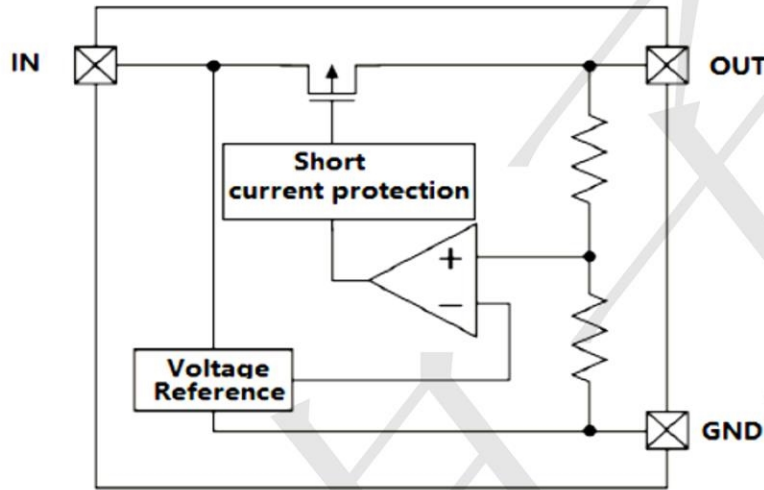 IN
OUT
Short
current protection
+
−
Voltage
Reference
GND